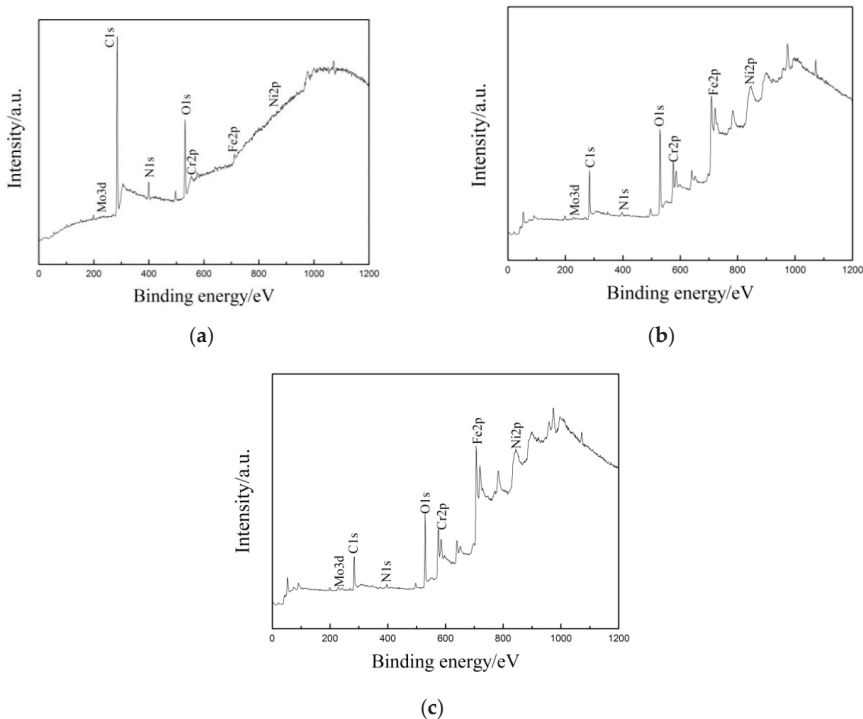 Intensity/a.u.
C1s
O1s
N1s
Mo3d
Cr2p
Fe2p
Ni2p
0 200 400 600 800 1000 1200
Binding energy/eV
(a)
Intensity/a.u.
Fe2p
Ni2p
O1s
Cr2p
C1s
Mo3d
N1s
0 200 400 600 800 1000 1200
Binding energy/eV
(b)
Intensity/a.u.
Fe2p
Ni2p
O1s
Cr2p
C1s
Mo3d
N1s
0 200 400 600 800 1000 1200
Binding energy/eV
(c)